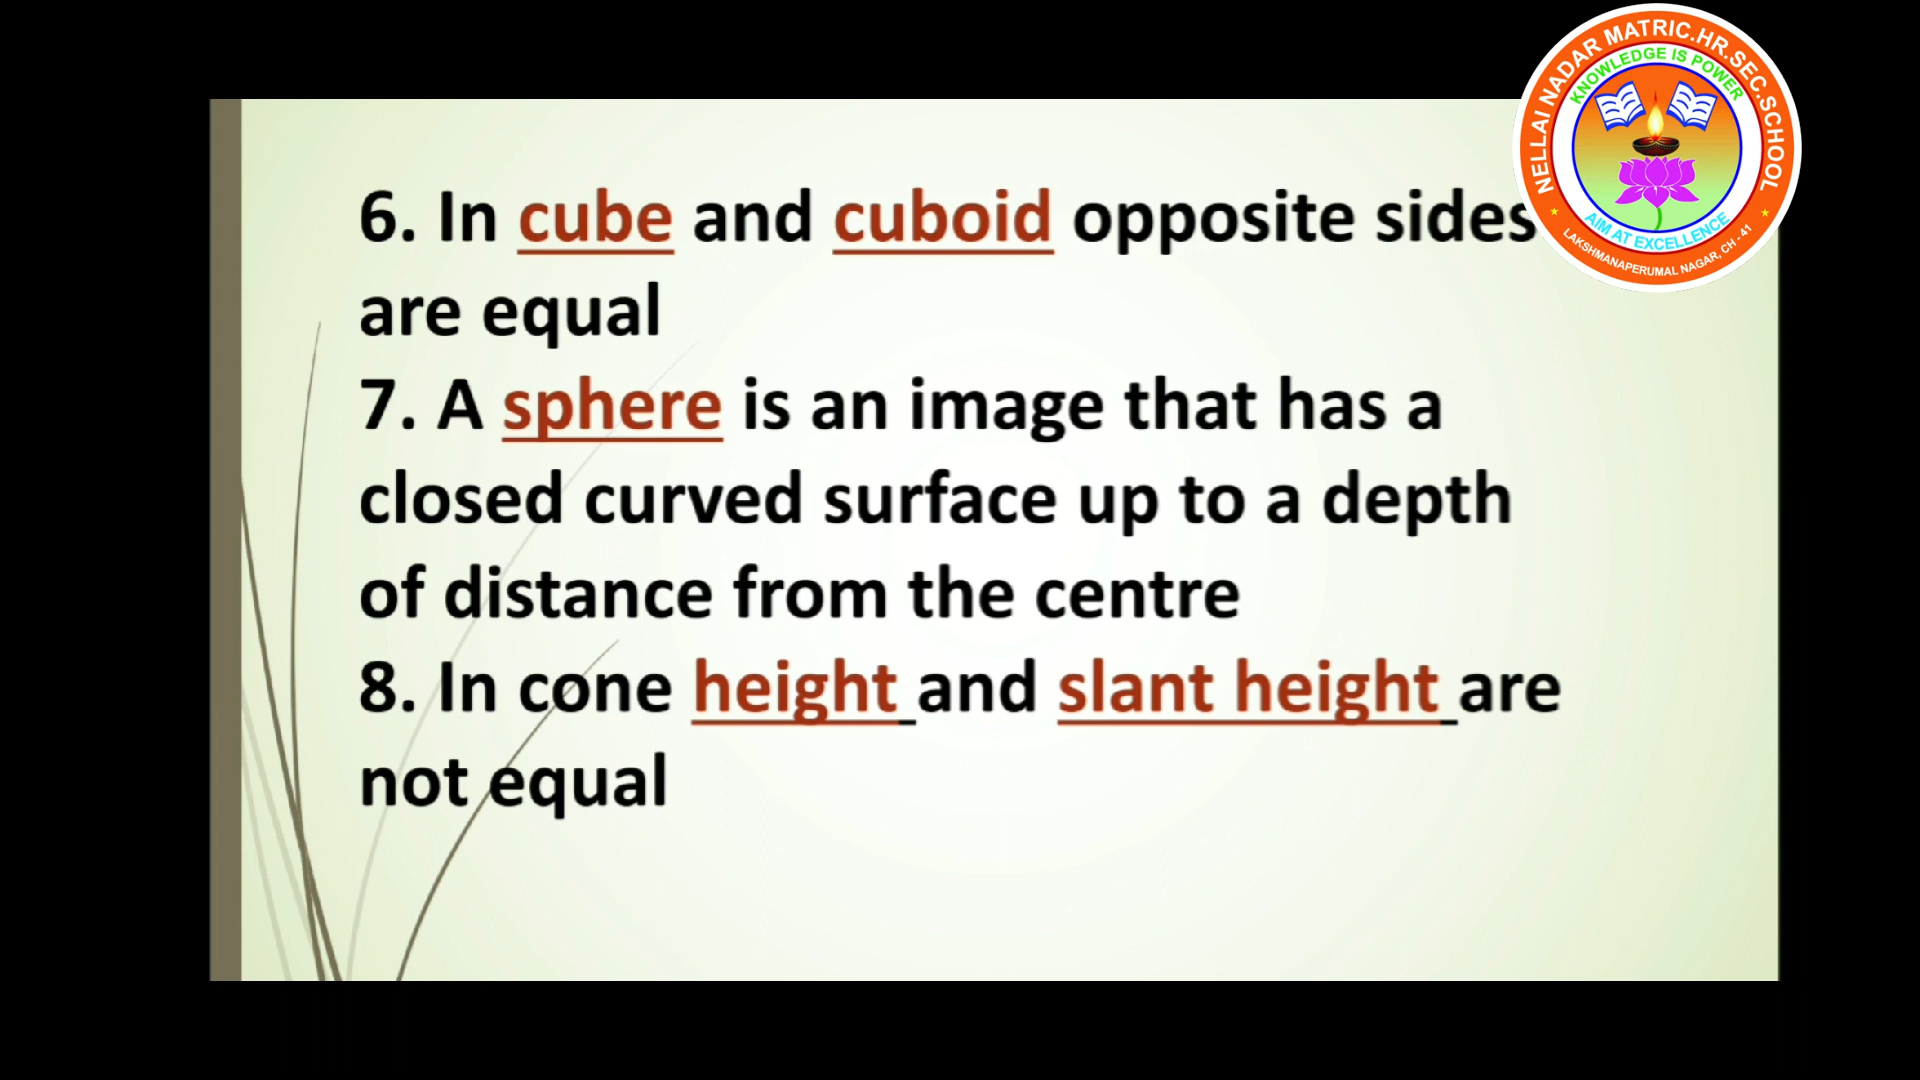 6. In cube and cuboid opposite sides
are equal
7. A sphere is an image that has a
closed curved surface up to a depth
of distance from the centre
8. In cone height and slant height are
not equal
NELLAI NADAR MATRIC.HR.SEC.SCHOOL
KNOWLEDGE IS POWER
AIM AT EXCELLENCE
LAKSHMANAPERUMAL NAGAR, CH - 41